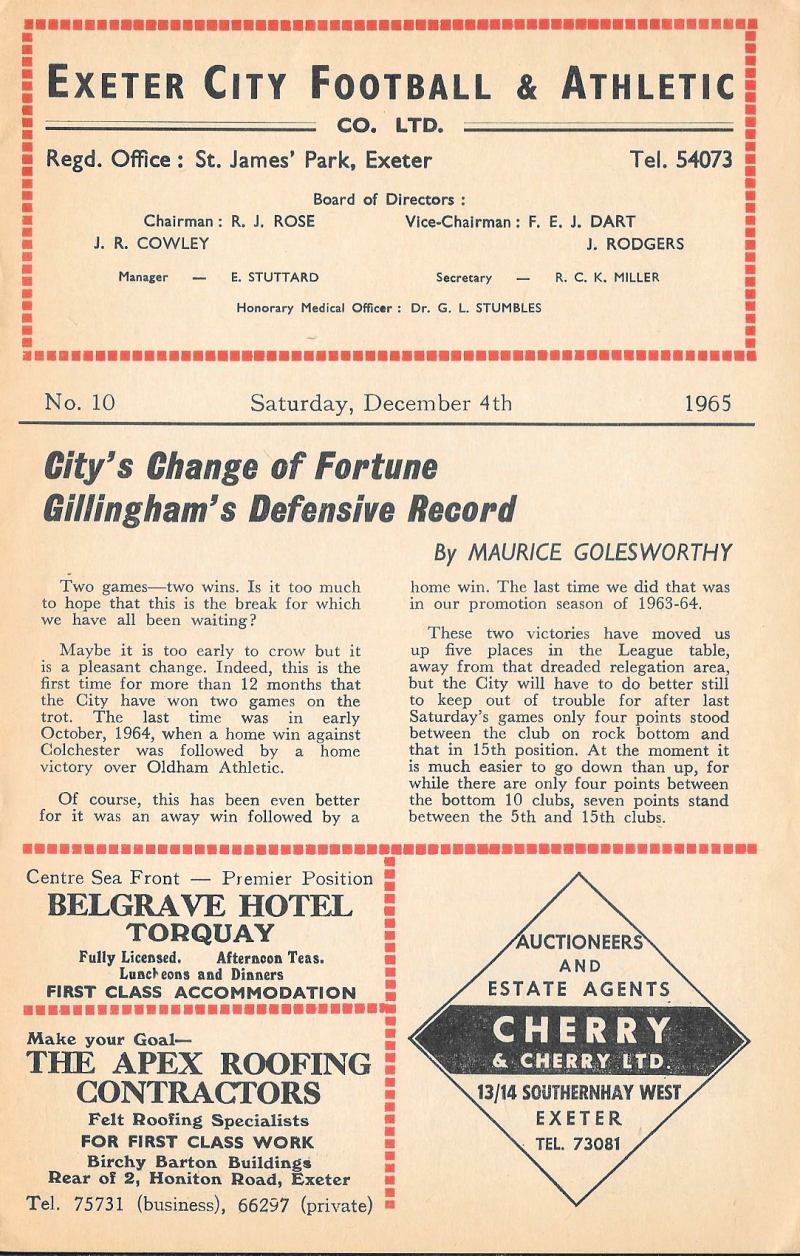 EXETER CITY FOOTBALL & ATHLETIC
CO. LTD.
Regd. Office : St. James' Park, Exeter Tel. 54073
Board of Directors :
Chairman : R. J. ROSE Vice-Chairman : F. E. J. DART
J. R. COWLEY J. RODGERS
Manager — E. STUTTARD Secretary — R. C. K. MILLER
Honorary Medical Officer : Dr. G. L. STUMBLES
No. 10 Saturday, December 4th 1965
City's Change of Fortune
Gillingham's Defensive Record
By MAURICE GOLESWORTHY
Two games—two wins. Is it too much
to hope that this is the break for which
we have all been waiting?
Maybe it is too early to crow but it
is a pleasant change. Indeed, this is the
first time for more than 12 months that
the City have won two games on the
trot. The last time was in early
October, 1964, when a home win against
Colchester was followed by a home
victory over Oldham Athletic.
Of course, this has been even better
for it was an away win followed by a
home win. The last time we did that was
in our promotion season of 1963-64.
These two victories have moved us
up five places in the League table,
away from that dreaded relegation area,
but the City will have to do better still
to keep out of trouble for after last
Saturday's games only four points stood
between the club on rock bottom and
that in 15th position. At the moment it
is much easier to go down than up, for
while there are only four points between
the bottom 10 clubs, seven points stand
between the 5th and 15th clubs.
Centre Sea Front — Premier Position
BELGRAVE HOTEL
TORQUAY
Fully Licensed. Afternoon Teas.
Luncheons and Dinners
FIRST CLASS ACCOMMODATION
Make your Goal—
THE APEX ROOFING
CONTRACTORS
Felt Roofing Specialists
FOR FIRST CLASS WORK
Birchy Barton Buildings
Rear of 2, Honiton Road, Exeter
Tel. 75731 (business), 66297 (private)
AUCTIONEERS
AND
ESTATE AGENTS
CHERRY
& CHERRY LTD.
13/14 SOUTHERNHAY WEST
EXETER
TEL. 73081